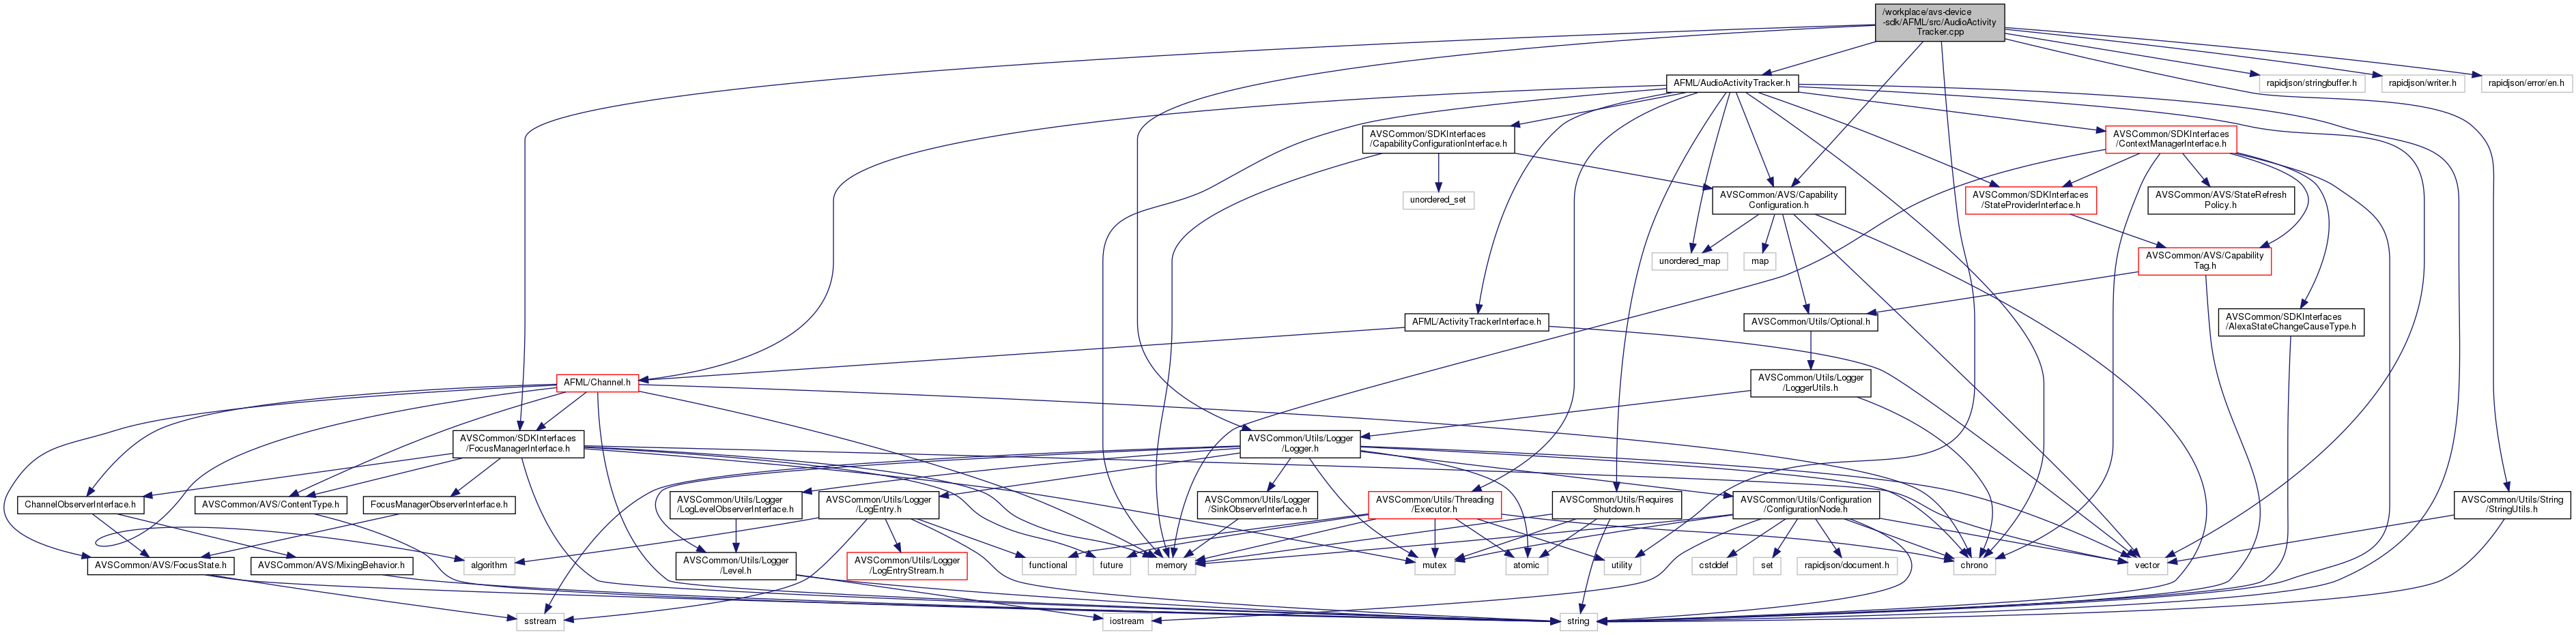 /workplace/avs-device
-sdk/AFML/src/AudioActivity
Tracker.cpp
AFML/AudioActivityTracker.h
rapidjson/stringbuffer.h
rapidjson/writer.h
rapidjson/error/en.h
AVSCommon/SDKInterfaces
/CapabilityConfigurationInterface.h
AVSCommon/SDKInterfaces
/ContextManagerInterface.h
unordered_set
AVSCommon/AVS/Capability
Configuration.h
AVSCommon/SDKInterfaces
/StateProviderInterface.h
AVSCommon/AVS/StateRefresh
Policy.h
unordered_map
map
AVSCommon/AVS/Capability
Tag.h
AFML/ActivityTrackerInterface.h
AVSCommon/Utils/Optional.h
AVSCommon/SDKInterfaces
/AlexaStateChangeCauseType.h
AFML/Channel.h
AVSCommon/Utils/Logger
/LoggerUtils.h
AVSCommon/SDKInterfaces
/FocusManagerInterface.h
AVSCommon/Utils/Logger
/Logger.h
ChannelObserverInterface.h
AVSCommon/AVS/ContentType.h
FocusManagerObserverInterface.h
AVSCommon/Utils/Logger
/LogLevelObserverInterface.h
AVSCommon/Utils/Logger
/LogEntry.h
AVSCommon/Utils/Logger
/SinkObserverInterface.h
AVSCommon/Utils/Threading
/Executor.h
AVSCommon/Utils/Requires
Shutdown.h
AVSCommon/Utils/Configuration
/ConfigurationNode.h
AVSCommon/Utils/String
/StringUtils.h
AVSCommon/AVS/FocusState.h
AVSCommon/AVS/MixingBehavior.h
algorithm
AVSCommon/Utils/Logger
/Level.h
AVSCommon/Utils/Logger
/LogEntryStream.h
functional
future
memory
mutex
atomic
utility
cstddef
set
rapidjson/document.h
chrono
vector
sstream
iostream
string